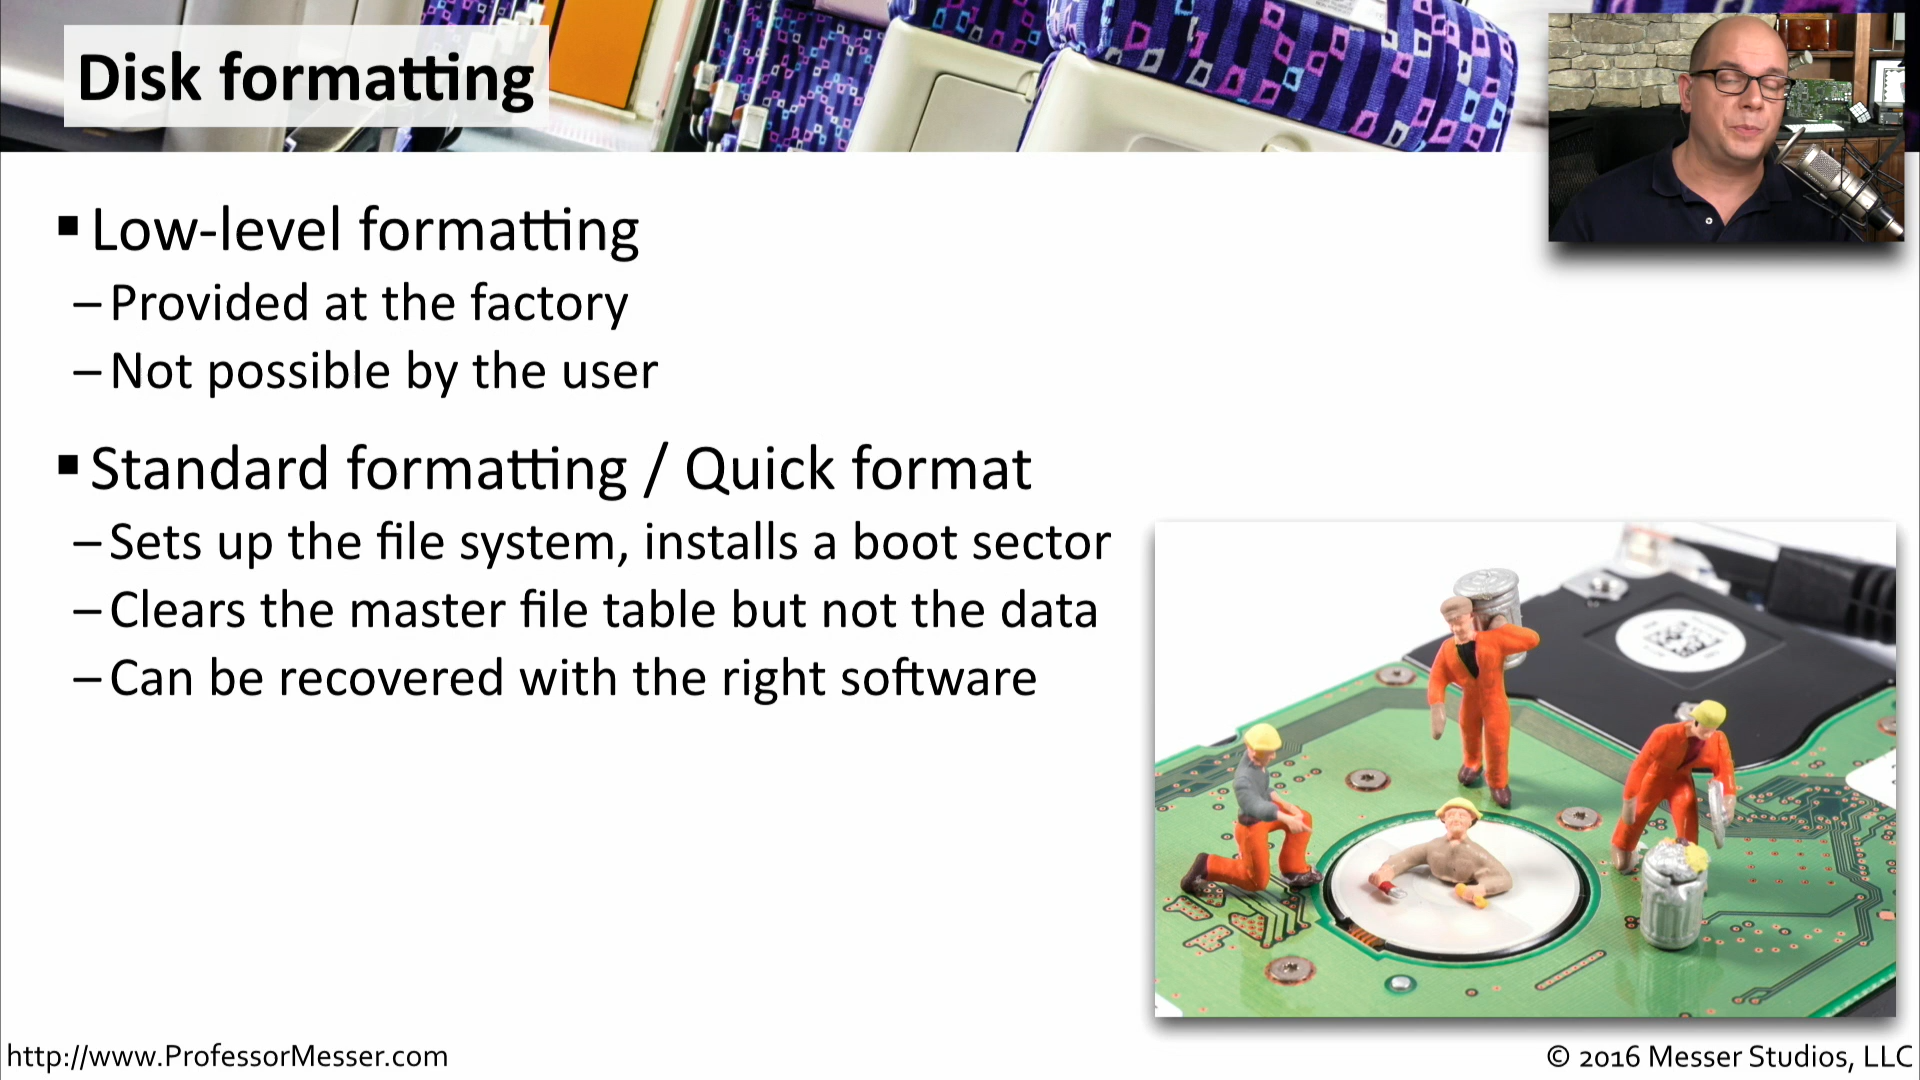 Disk formatting
▪ Low-level formatting
– Provided at the factory
– Not possible by the user
▪ Standard formatting / Quick format
– Sets up the file system, installs a boot sector
– Clears the master file table but not the data
– Can be recovered with the right software
http://www.ProfessorMesser.com
© 2016 Messer Studios, LLC